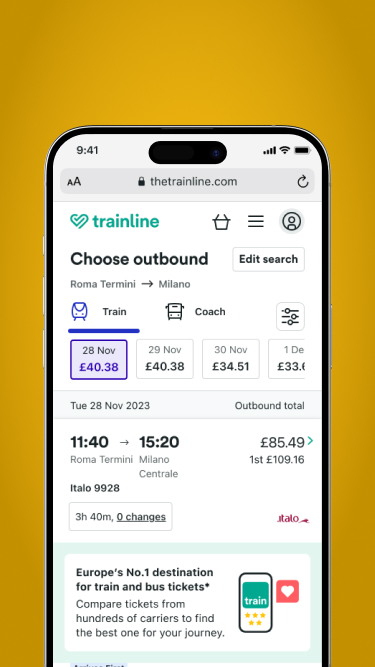 9:41
AA
thetrainline.com
trainline
Choose outbound
Edit search
Roma Termini → Milano
Train
Coach
28 Nov
£40.38
29 Nov
£40.38
30 Nov
£34.51
1 De
£33.6
Tue 28 Nov 2023
Outbound total
11:40 → 15:20
£85.49
Roma Termini
Milano Centrale
1st £109.16
Italo 9928
3h 40m, 0 changes
italo
Europe's No.1 destination
for train and bus tickets*
Compare tickets from
hundreds of carriers to find
the best one for your journey.
train
Arrives First